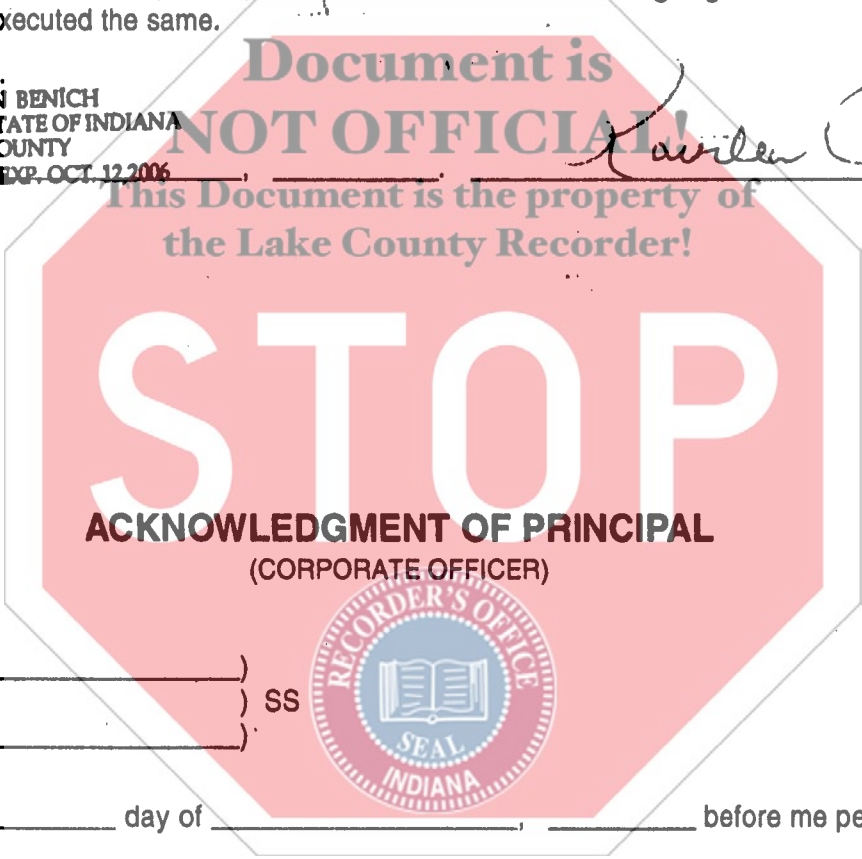 xecuted the same.
Document is
BENICH
TATE OF INDIANA
NOT OFFICIAL!
OUNTY
EXP. OCT. 12, 2006
This Document is the property of
the Lake County Recorder!
STOP
ACKNOWLEDGMENT OF PRINCIPAL
(CORPORATE OFFICER)
RECORDER'S OFFICE
) SS
SEAL
INDIANA
day of , before me pe